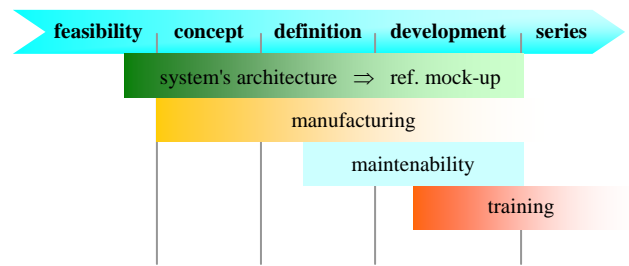 feasibility concept definition development series
system's architecture ⇒ ref. mock-up
manufacturing
maintenability
training